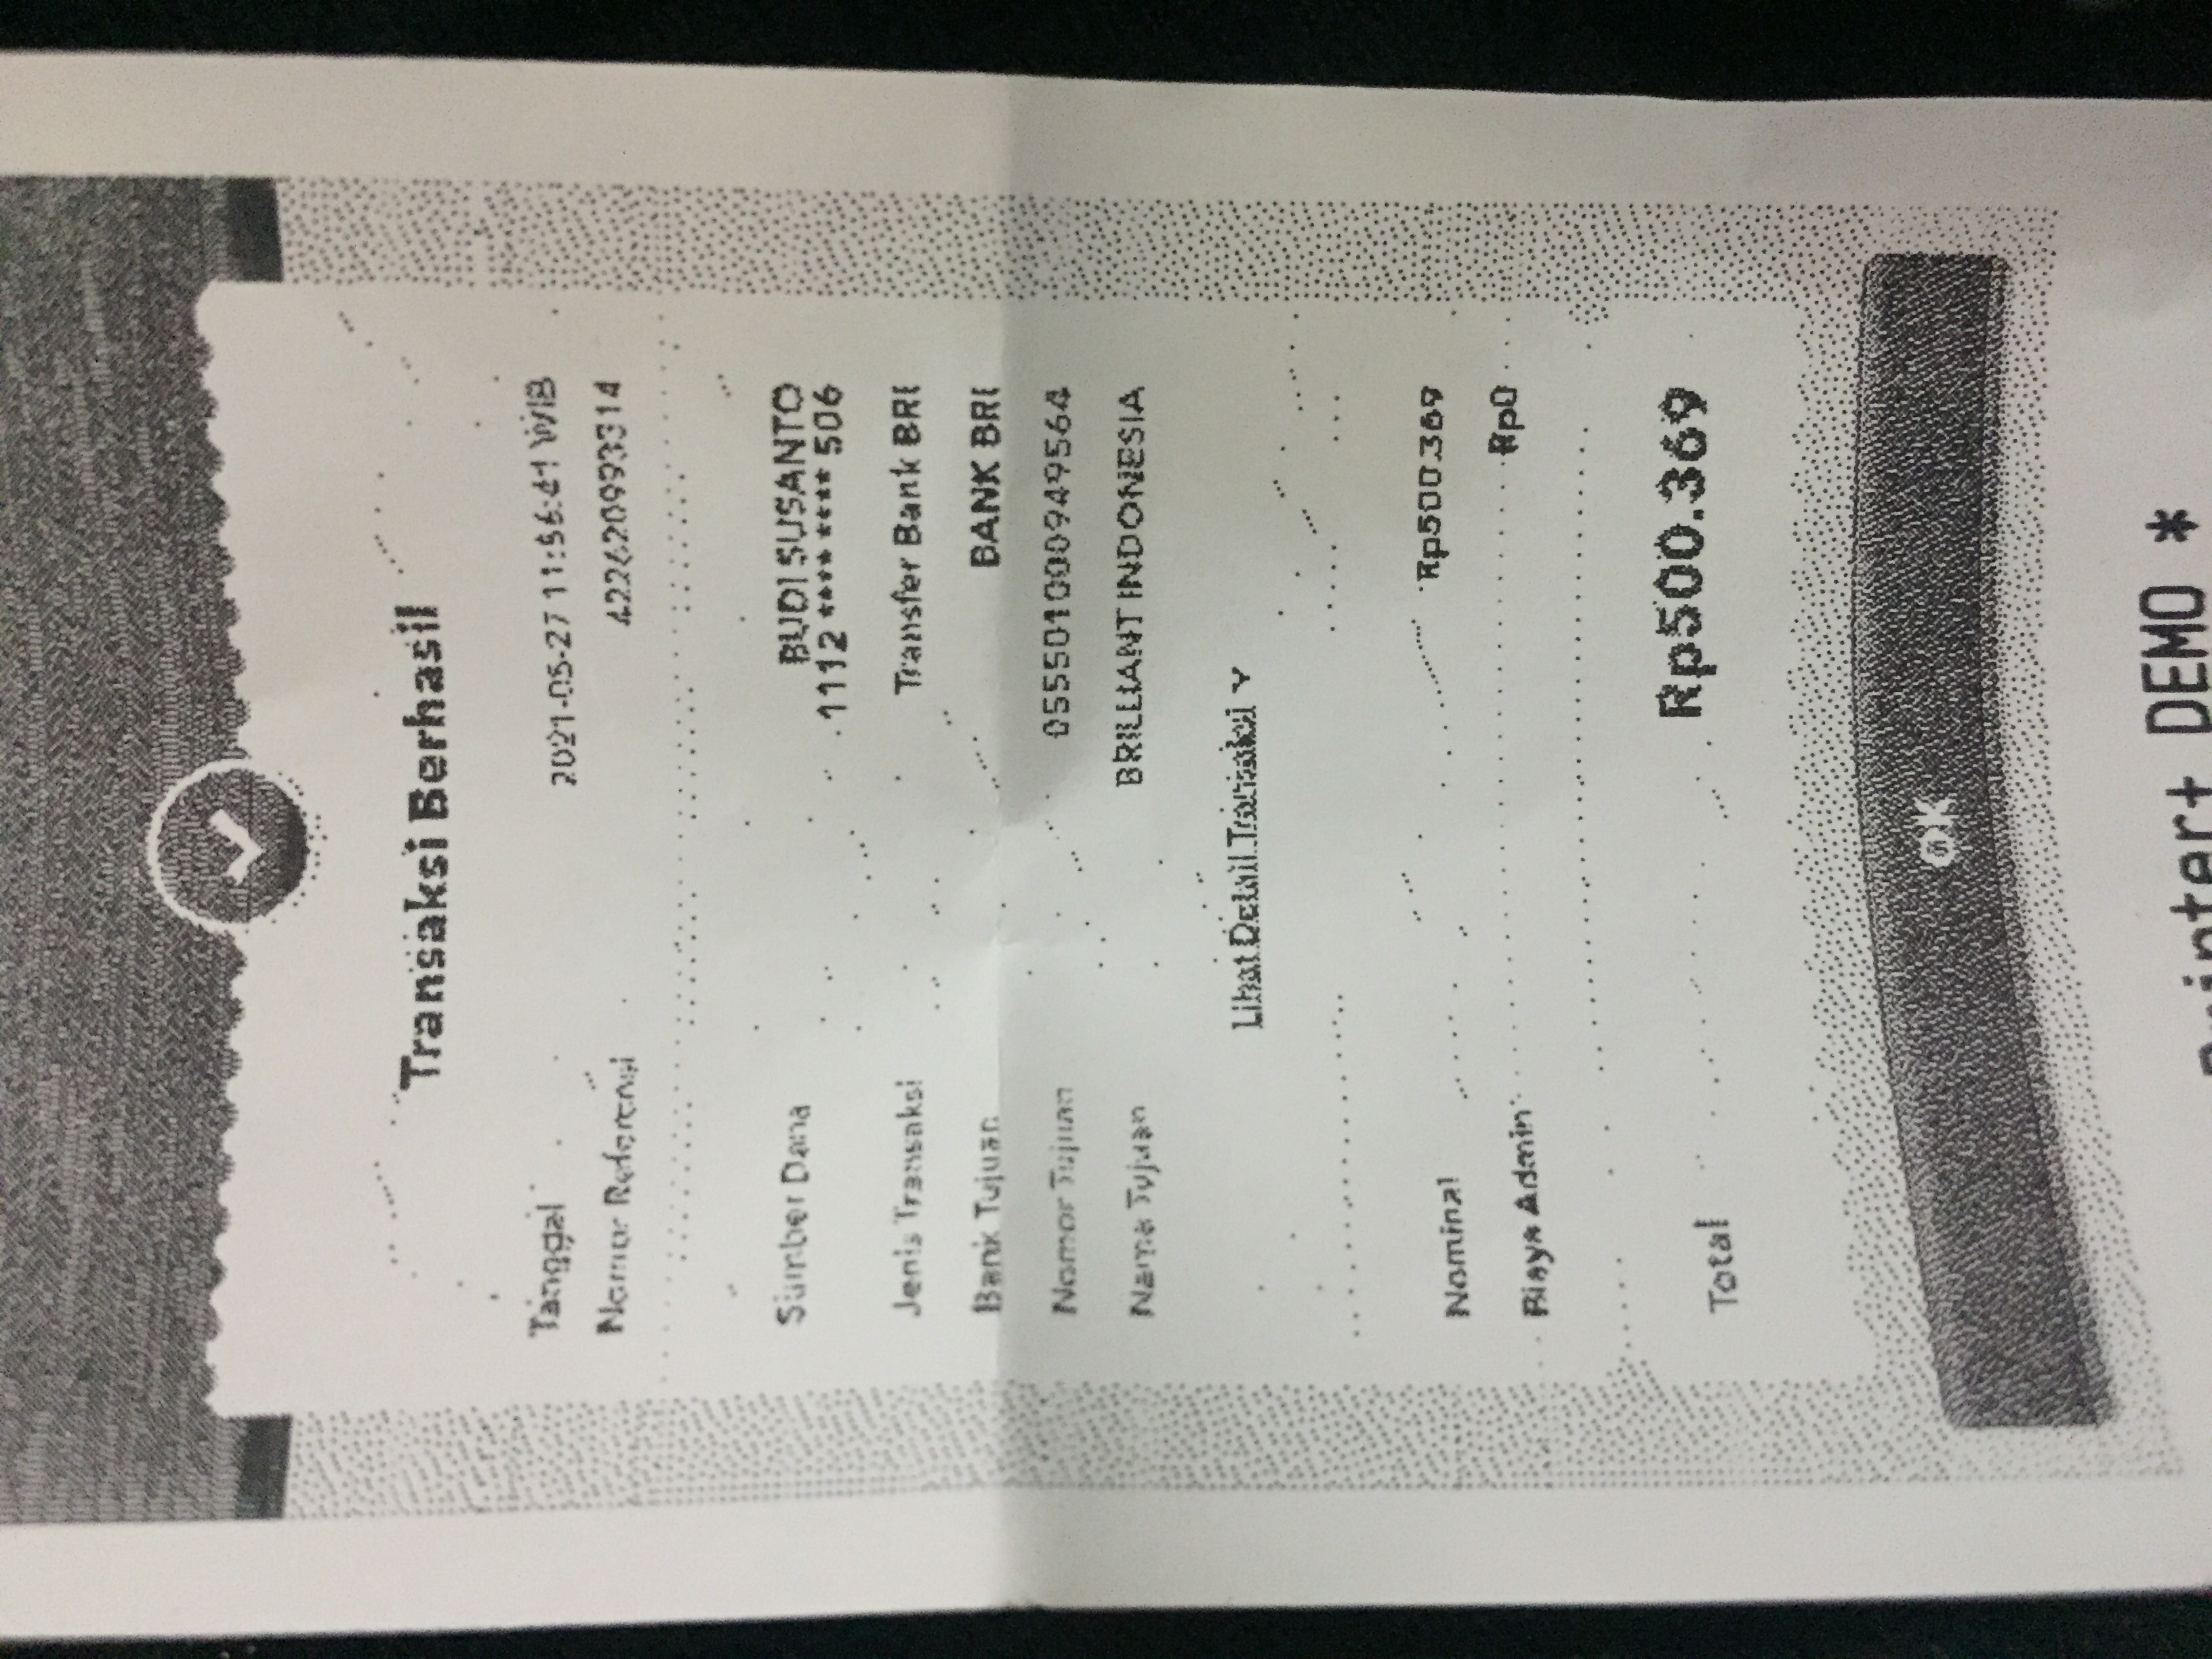 Transaksi Berhasil
Tanggal 2021-05-27 11:56:41 WIB
Nomor Referensi 422620993314
Sumber Dana BUDI SUSANTO
1112 **** **** 506
Jenis Transaksi Transfer Bank BRI
Bank Tujuan BANK BRI
Nomor Tujuan 055501000949564
Nama Tujuan BRILLIANT INDONESIA
Lihat Detail Transaksi
Nominal Rp500.369
Biaya Admin Rp0
Total Rp500.369
OK
Printer+ DEMO *